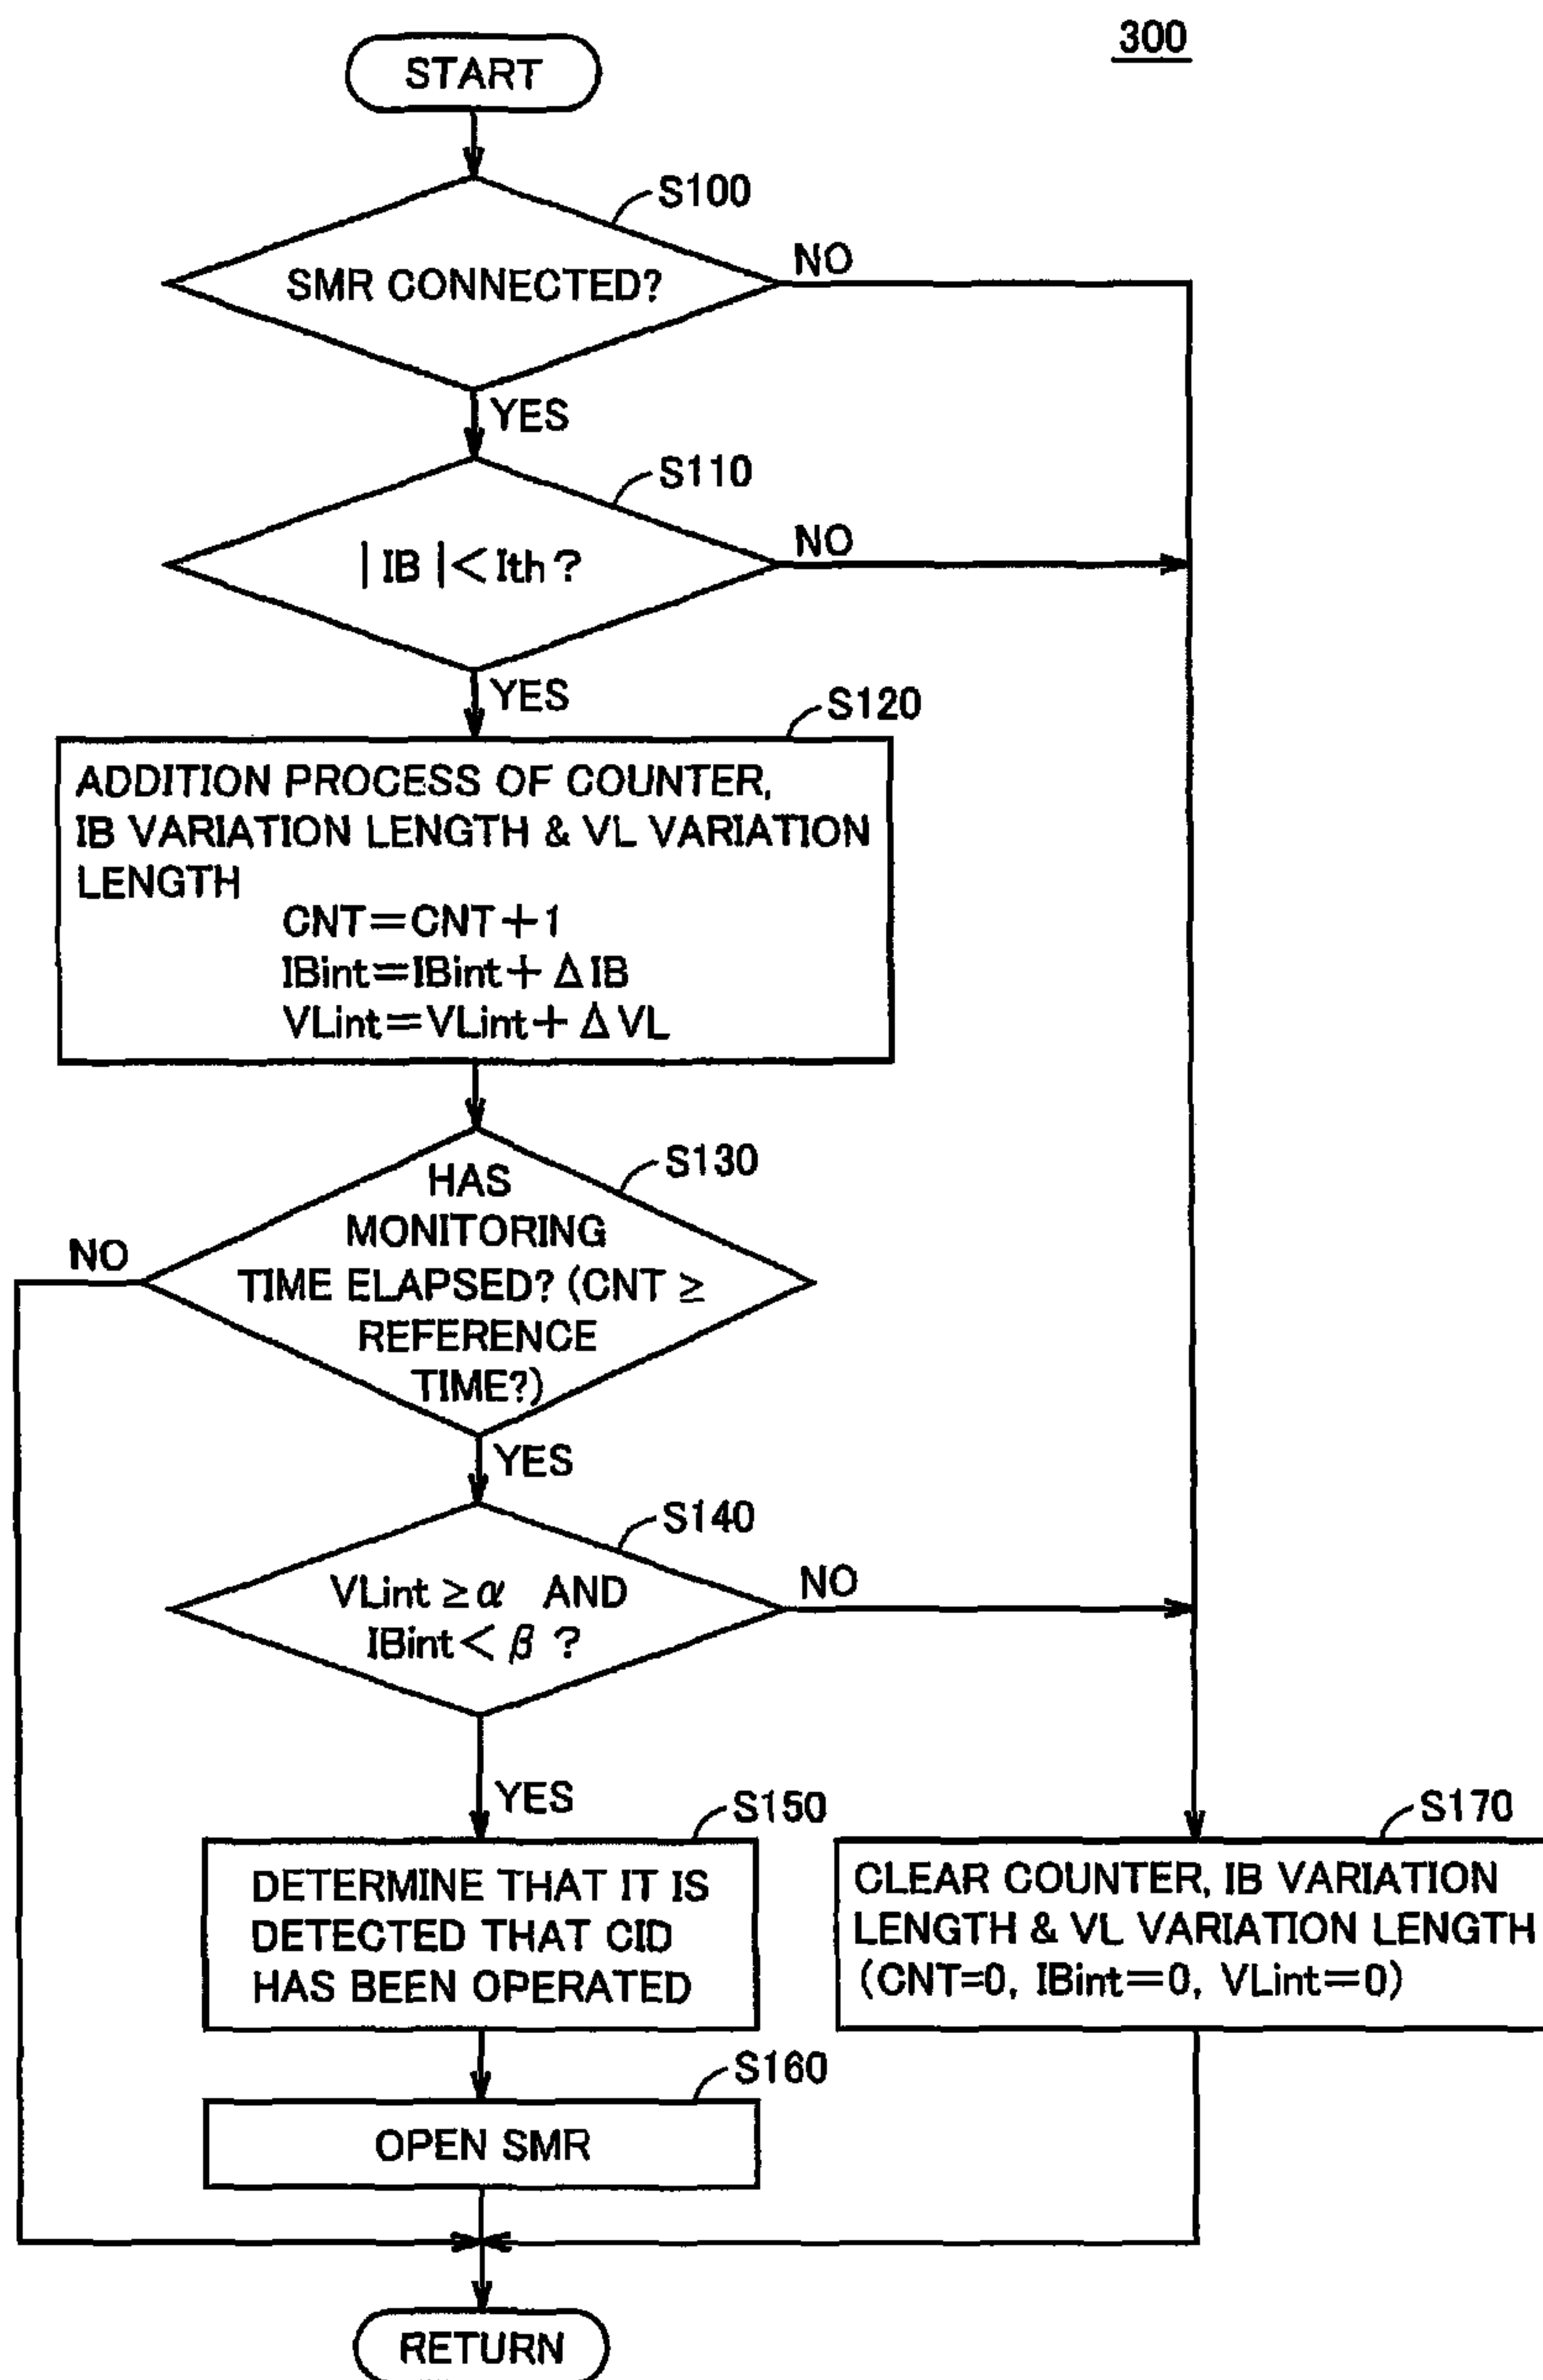 300
START
S100
SMR CONNECTED?
NO
YES
S110
| IB | < Ith ?
NO
YES
S120
ADDITION PROCESS OF COUNTER,
IB VARIATION LENGTH & VL VARIATION
LENGTH
CNT=CNT+1
IBint=IBint+ΔIB
VLint=VLint+ΔVL
S130
HAS
MONITORING
TIME ELAPSED? (CNT ≥
REFERENCE
TIME?)
NO
YES
S140
VLint ≥ α AND
IBint < β ?
NO
YES
S150
DETERMINE THAT IT IS
DETECTED THAT CID
HAS BEEN OPERATED
S170
CLEAR COUNTER, IB VARIATION
LENGTH & VL VARIATION LENGTH
(CNT=0, IBint=0, VLint=0)
S160
OPEN SMR
RETURN